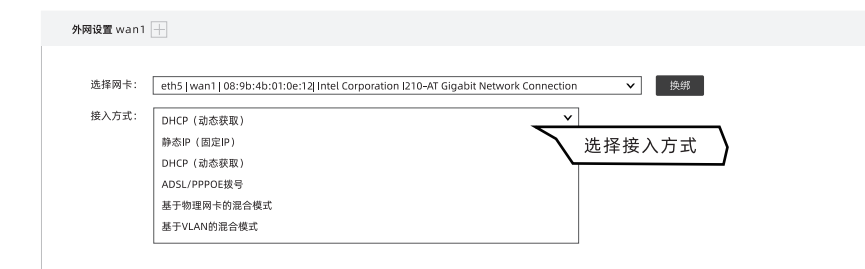 外网设置 wan1
选择网卡： eth5 | wan1 | 08:9b:4b:01:0e:12| Intel Corporation I210-AT Gigabit Network Connection 换绑
接入方式： DHCP（动态获取）
静态IP（固定IP）
选择接入方式
DHCP（动态获取）
ADSL/PPPOE拨号
基于物理网卡的混合模式
基于VLAN的混合模式